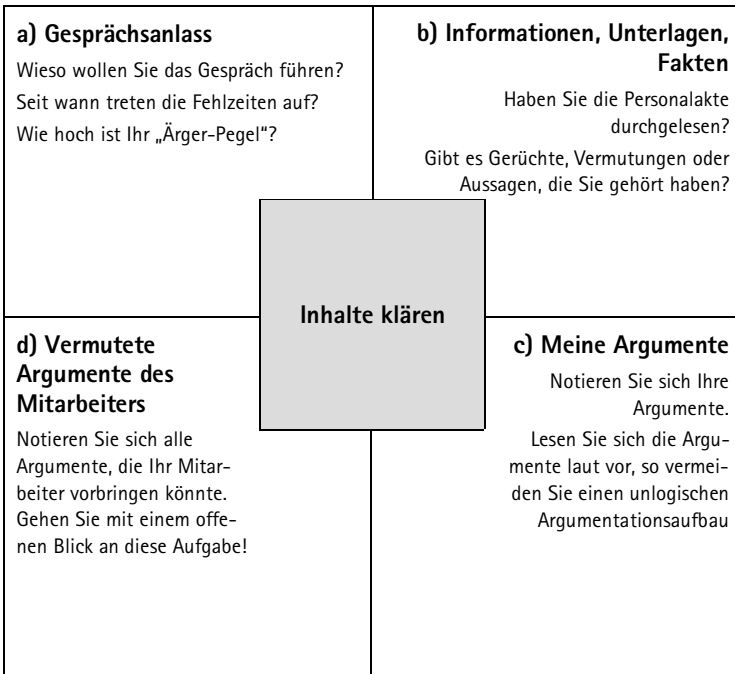 a) Gesprächsanlass
Wieso wollen Sie das Gespräch führen?
Seit wann treten die Fehlzeiten auf?
Wie hoch ist Ihr „Ärger-Pegel“?
b) Informationen, Unterlagen,
Fakten
Haben Sie die Personalakte
durchgelesen?
Gibt es Gerüchte, Vermutungen oder
Aussagen, die Sie gehört haben?
Inhalte klären
c) Meine Argumente
Notieren Sie sich Ihre
Argumente.
Lesen Sie sich die Argu-
mente laut vor, so vermei-
den Sie einen unlogischen
Argumentationsaufbau
d) Vermutete
Argumente des
Mitarbeiters
Notieren Sie sich alle
Argumente, die Ihr Mitar-
beiter vorbringen könnte.
Gehen Sie mit einem offe-
nen Blick an diese Aufgabe!